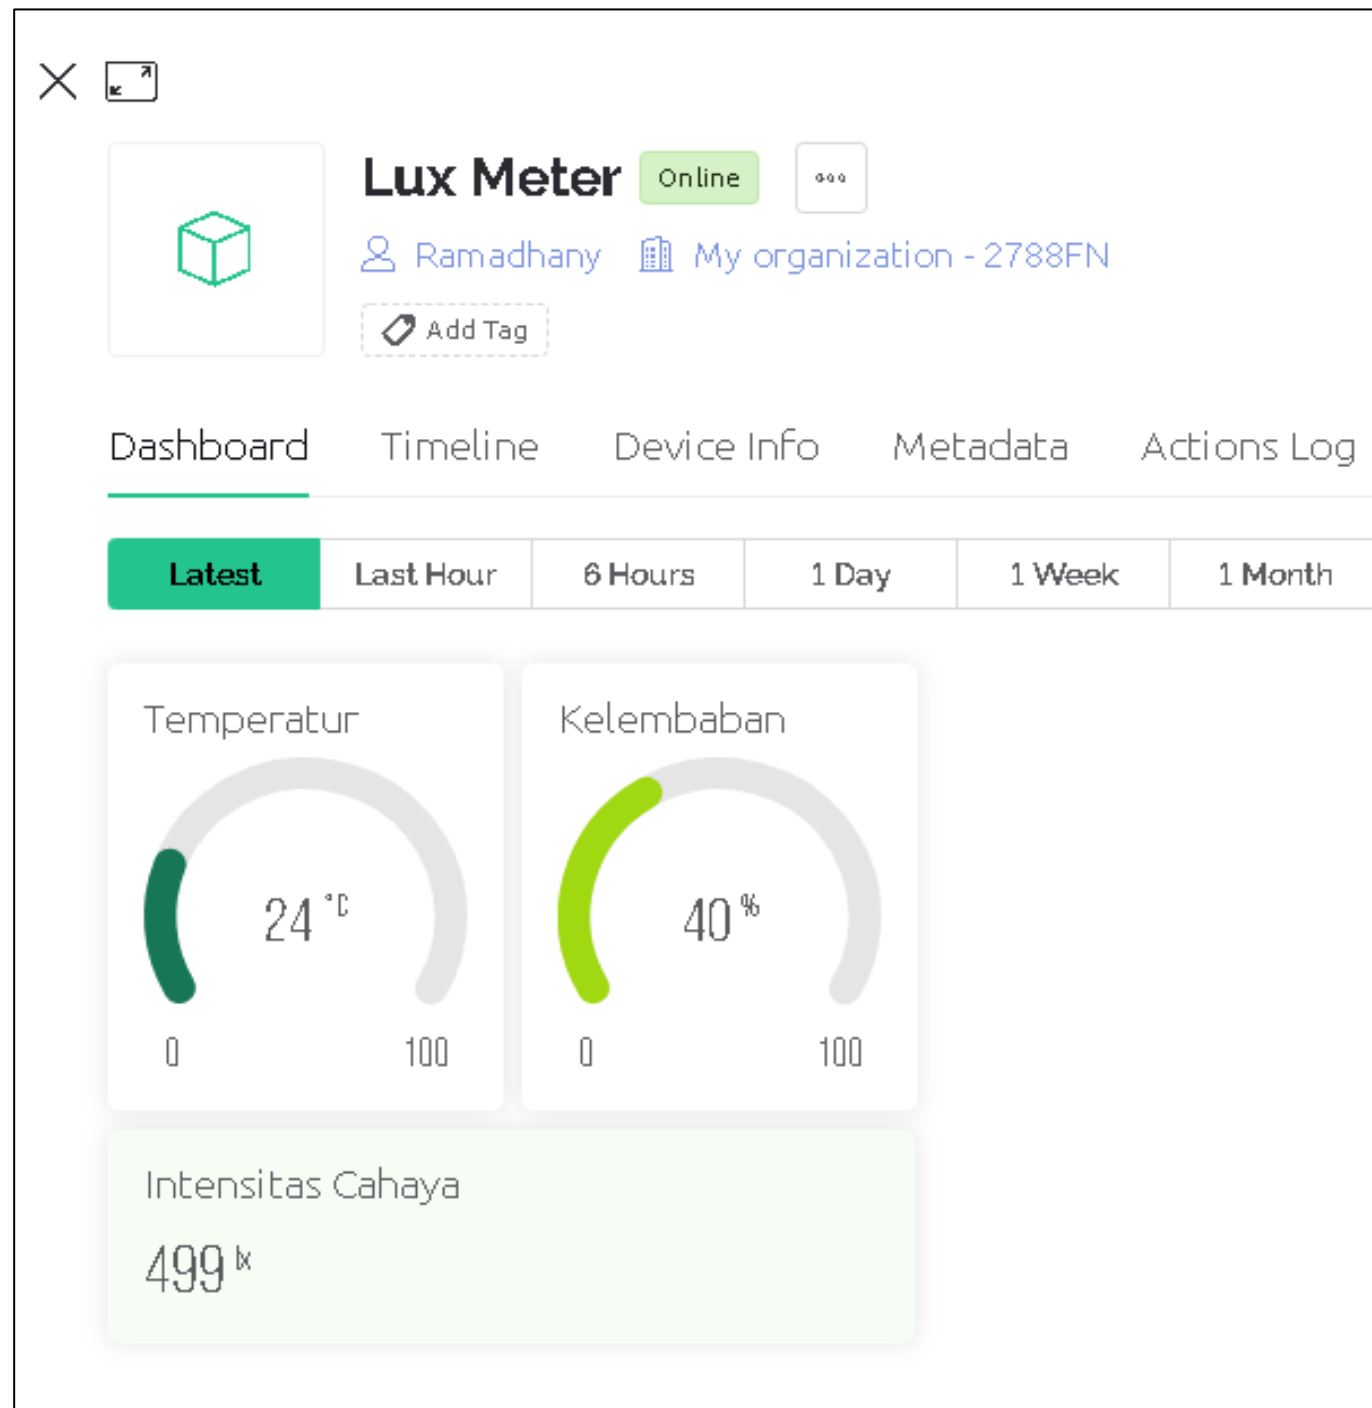 Lux Meter Online
Ramadhany My organization - 2788FN
Add Tag
Dashboard Timeline Device Info Metadata Actions Log
Latest Last Hour 6 Hours 1 Day 1 Week 1 Month
Temperatur
24 °C
0 100
Kelembaban
40 %
0 100
Intensitas Cahaya
499 lx